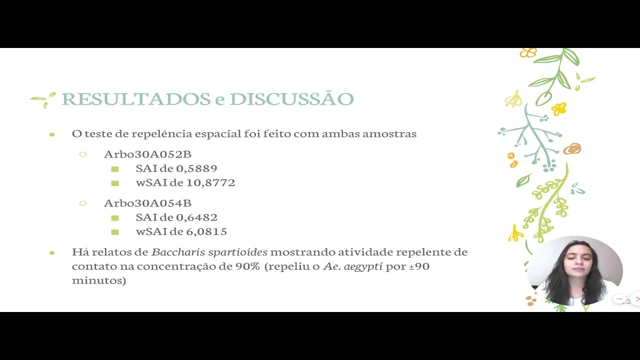 RESULTADOS e DISCUSSÃO
O teste de repelência espacial foi feito com ambas amostras
Arbo30A052B
SAI de 0,5889
wSAI de 10,8772
Arbo30A054B
SAI de 0,6482
wSAI de 6,0815
Há relatos de Baccharis spartioides mostrando atividade repelente de
contato na concentração de 90% (repeliu o Ae. aegypti por ±90
minutos)